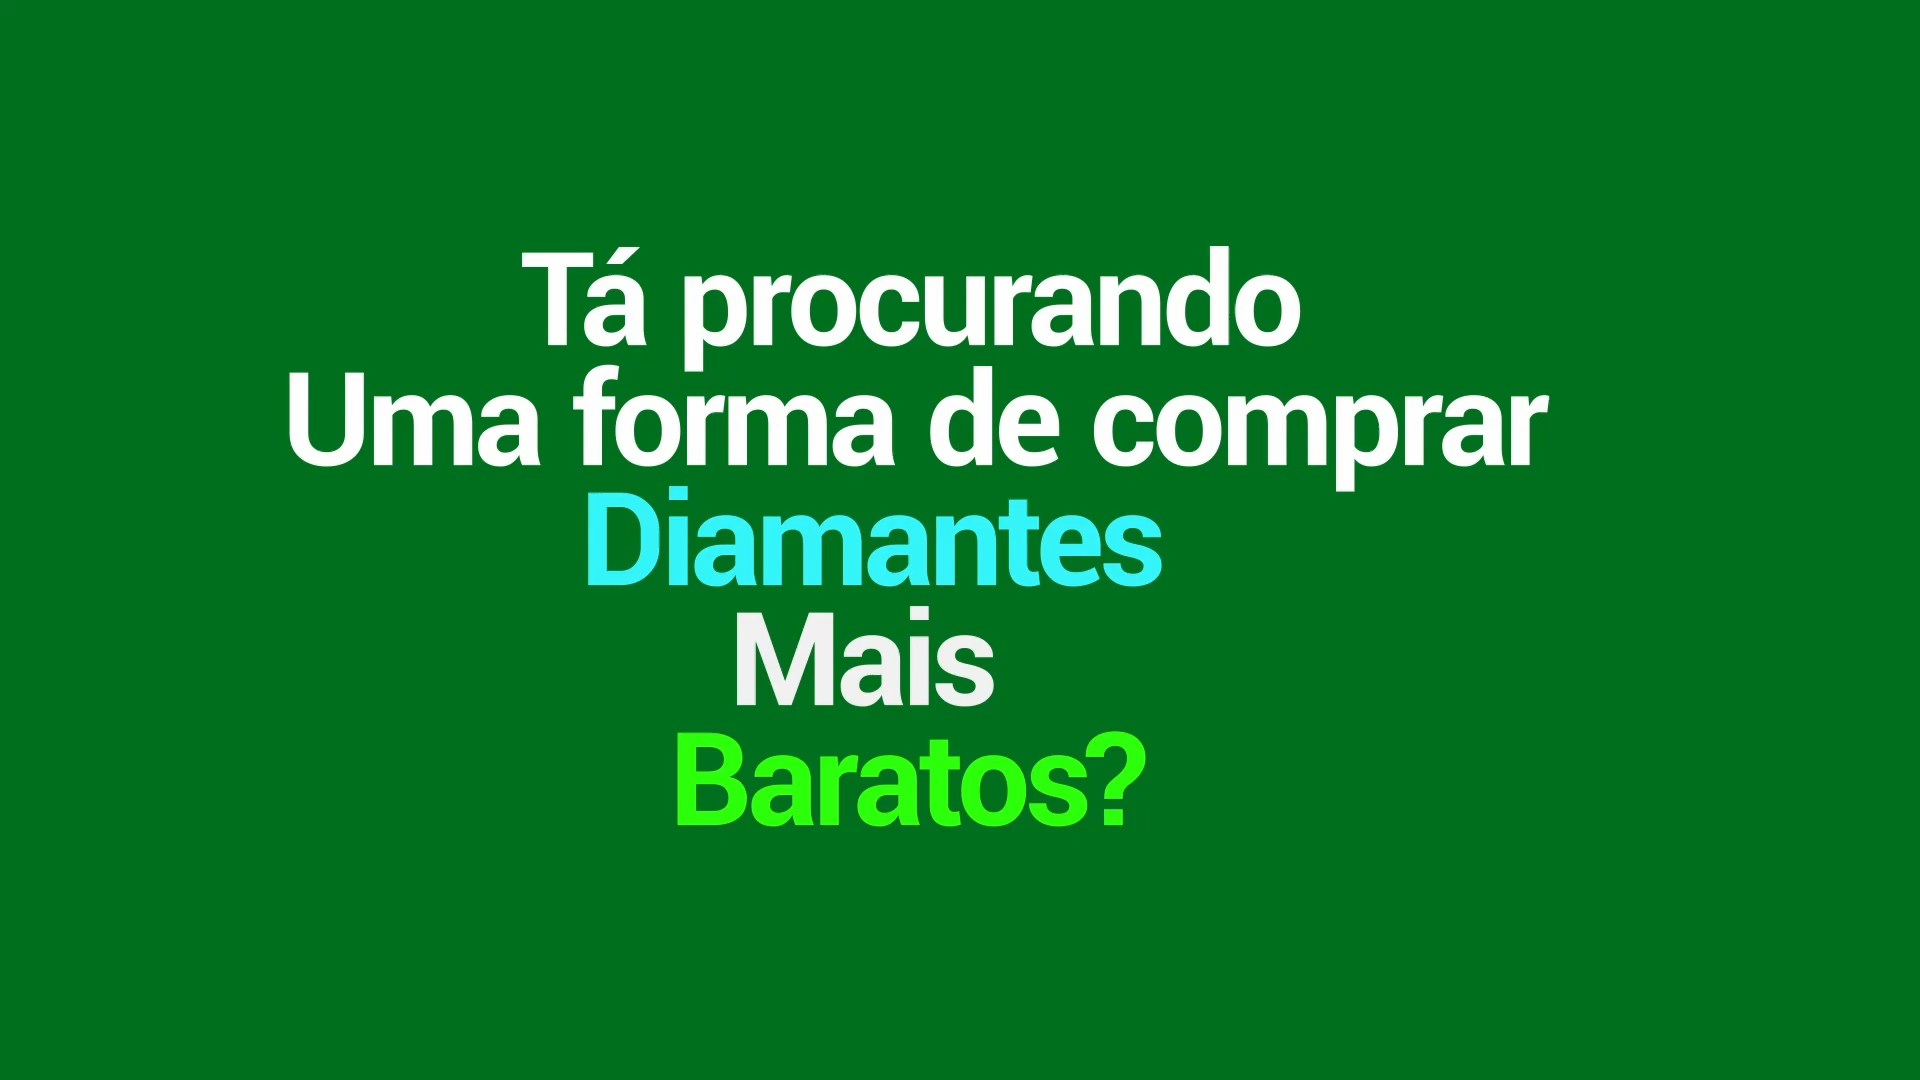 Tá procurando
Uma forma de comprar
Diamantes
Mais
Baratos?